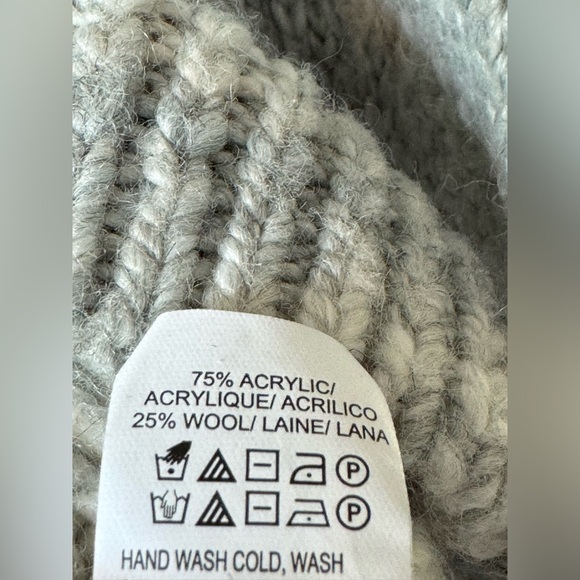 75% ACRYLIC/
ACRYLIQUE/ ACRILICO
25% WOOL/ LAINE/ LANA
P
P
HAND WASH COLD, WASH